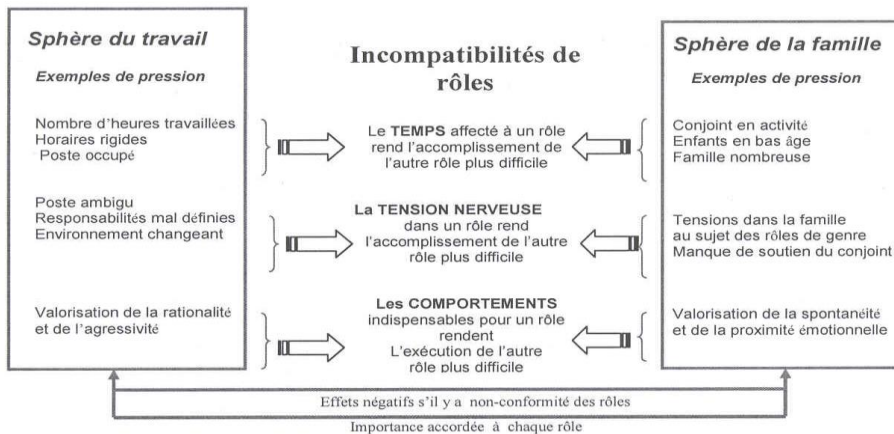 Sphère du travail
Exemples de pression
Nombre d'heures travaillées
Horaires rigides
Poste occupé
Poste ambigu
Responsabilités mal définies
Environnement changeant
Valorisation de la rationalité
et de l'agressivité
Incompatibilités de
rôles
Le TEMPS affecté à un rôle
rend l'accomplissement de
l'autre rôle plus difficile
La TENSION NERVEUSE
dans un rôle rend
l'accomplissement de l'autre
rôle plus difficile
Les COMPORTEMENTS
indispensables pour un rôle
rendent
L'exécution de l'autre
rôle plus difficile
Sphère de la famille
Exemples de pression
Conjoint en activité
Enfants en bas âge
Famille nombreuse
Tensions dans la famille
au sujet des rôles de genre
Manque de soutien du conjoint
Valorisation de la spontanéité
et de la proximité émotionnelle
Effets négatifs s'il y a non-conformité des rôles
Importance accordée à chaque rôle